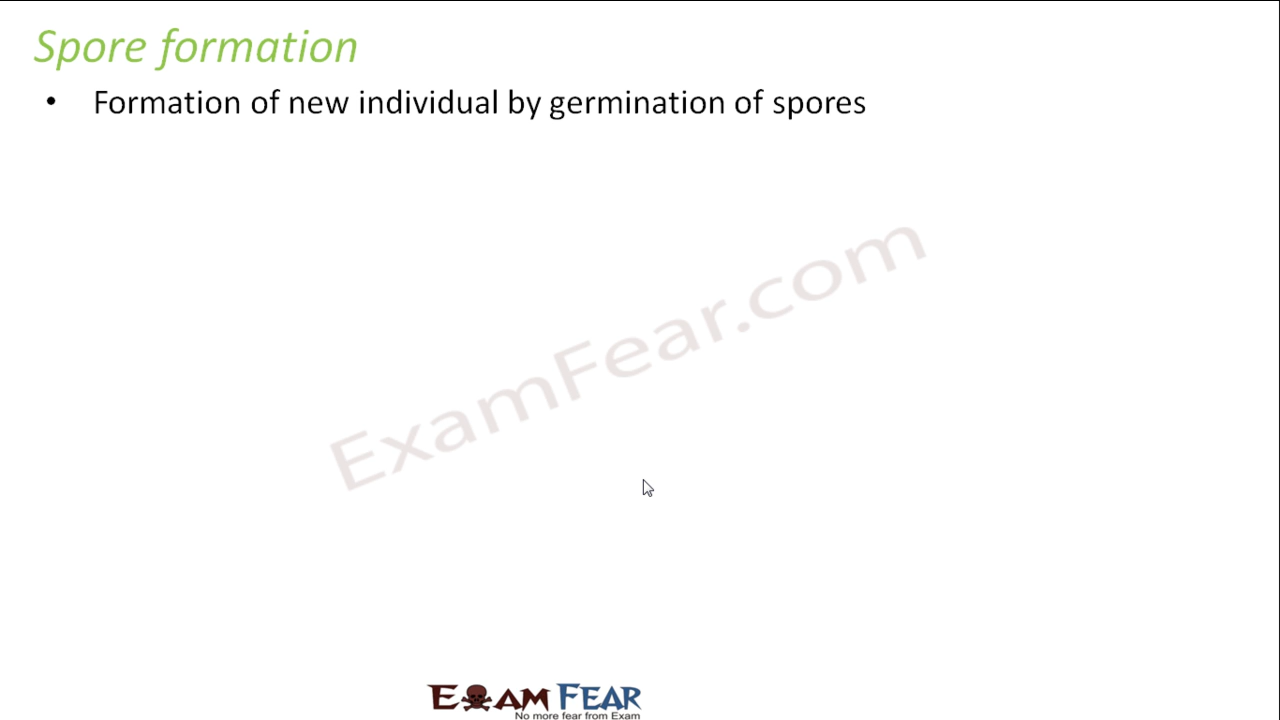 Spore formation
• Formation of new individual by germination of spores
ExamFear.com
EXAM FEAR
No more fear from Exam